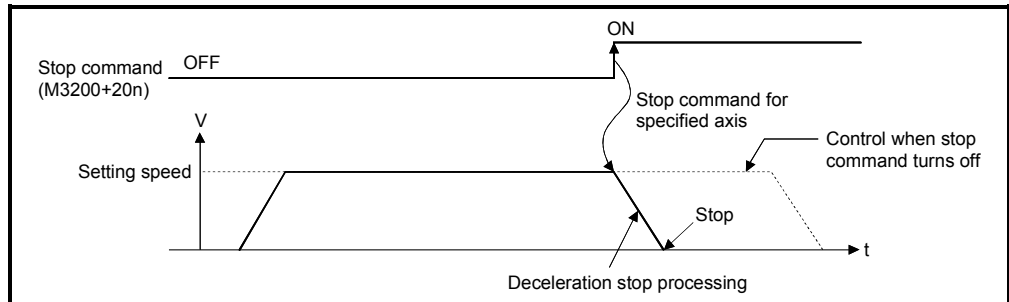 ON
OFF
Stop command
(M3200+20n)
Stop command for
specified axis
V
Control when stop
command turns off
Setting speed
Stop
t
Deceleration stop processing